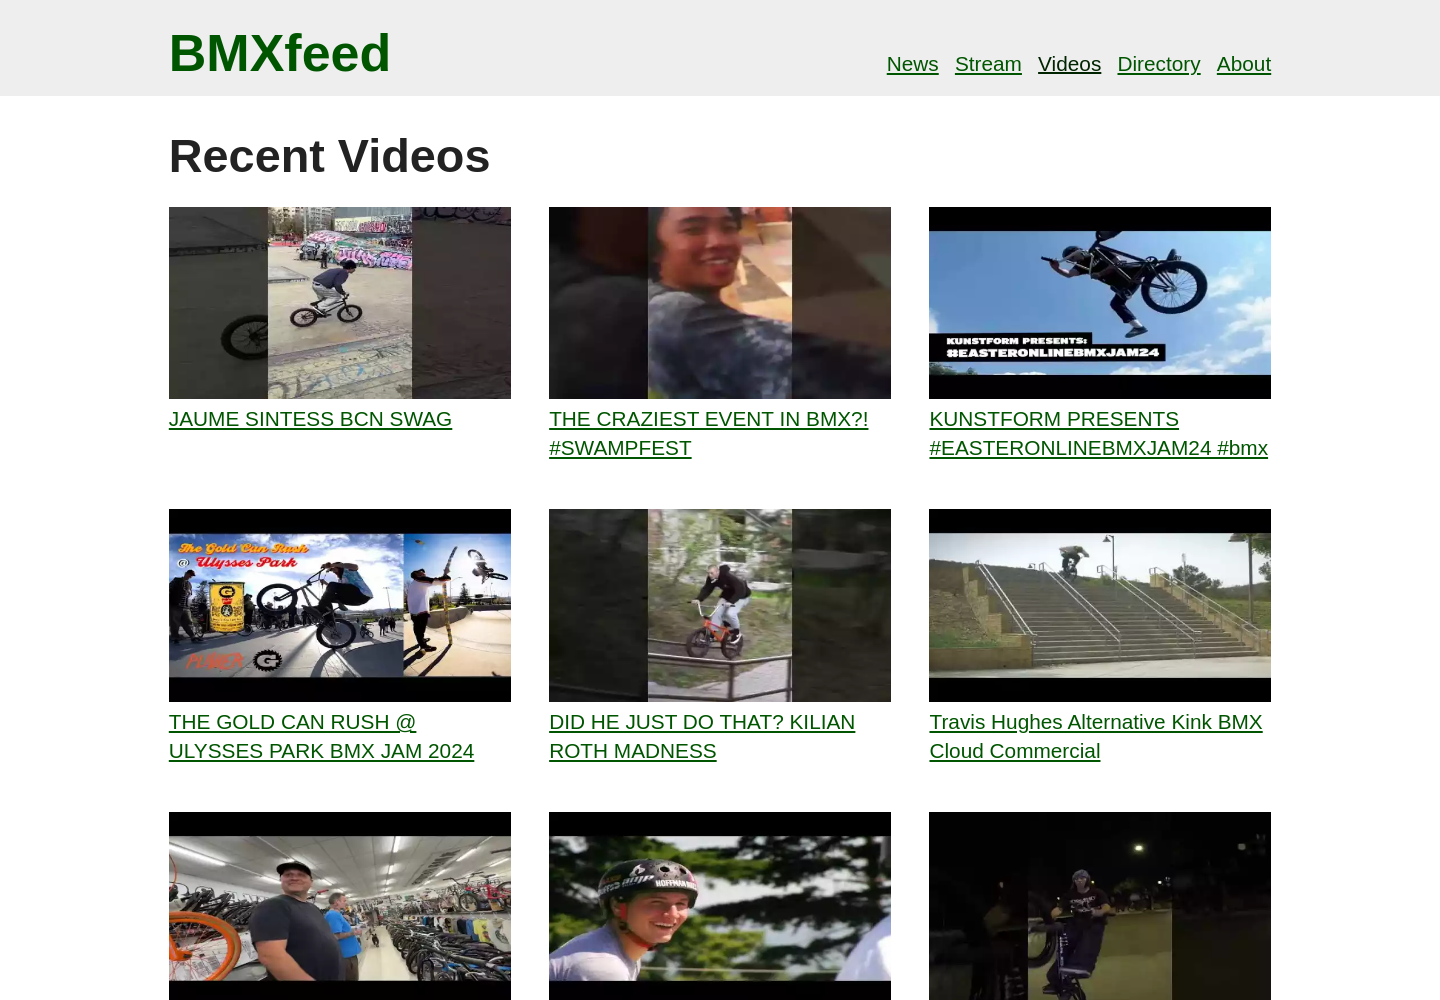 BMXfeed
News Stream Videos Directory About
Recent Videos
KUNSTFORM PRESENTS:
#EASTERONLINEBMXJAM24
JAUME SINTESS BCN SWAG
THE CRAZIEST EVENT IN BMX?!
#SWAMPFEST
KUNSTFORM PRESENTS
#EASTERONLINEBMXJAM24 #bmx
The Gold Can Rush
@ Ulysses Park
THE GOLD CAN RUSH @
ULYSSES PARK BMX JAM 2024
DID HE JUST DO THAT? KILIAN
ROTH MADNESS
Travis Hughes Alternative Kink BMX
Cloud Commercial